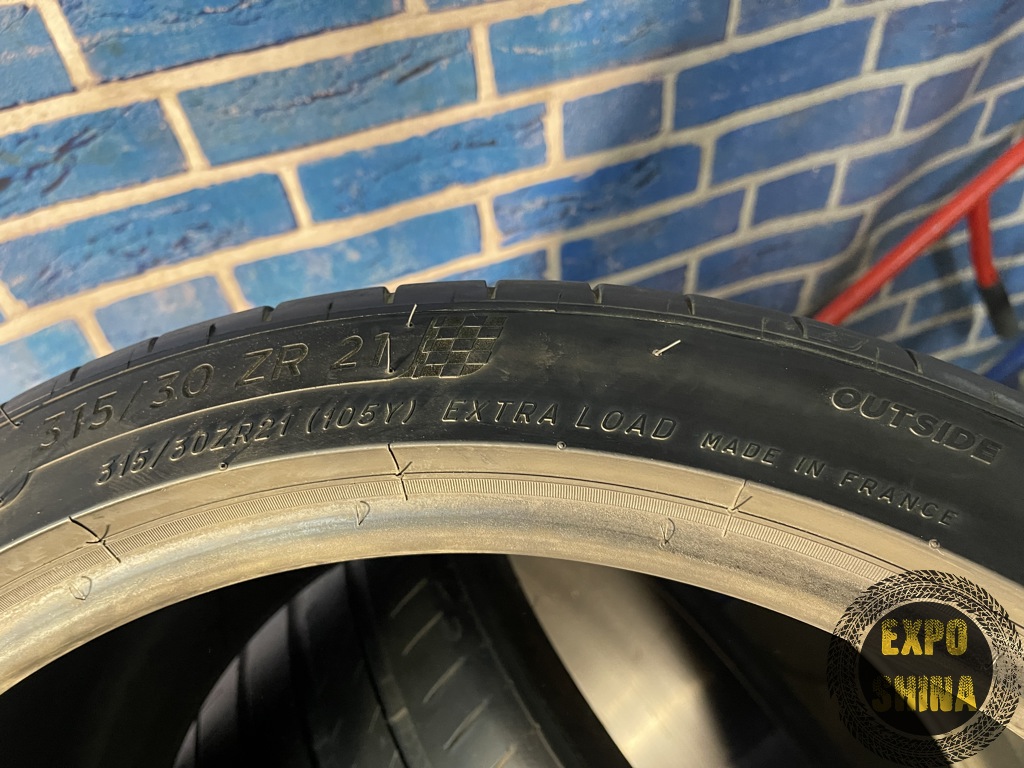 315/30 ZR 21
315/30ZR21 (105Y) EXTRA LOAD MADE IN FRANCE
OUTSIDE
EXPO
SHINA